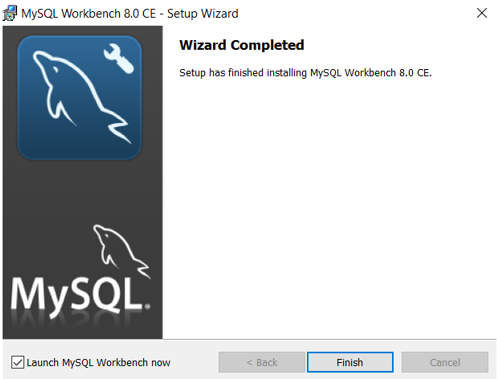 MySQL Workbench 8.0 CE - Setup Wizard
Wizard Completed
Setup has finished installing MySQL Workbench 8.0 CE.
MySQL®
Launch MySQL Workbench now
< Back
Finish
Cancel